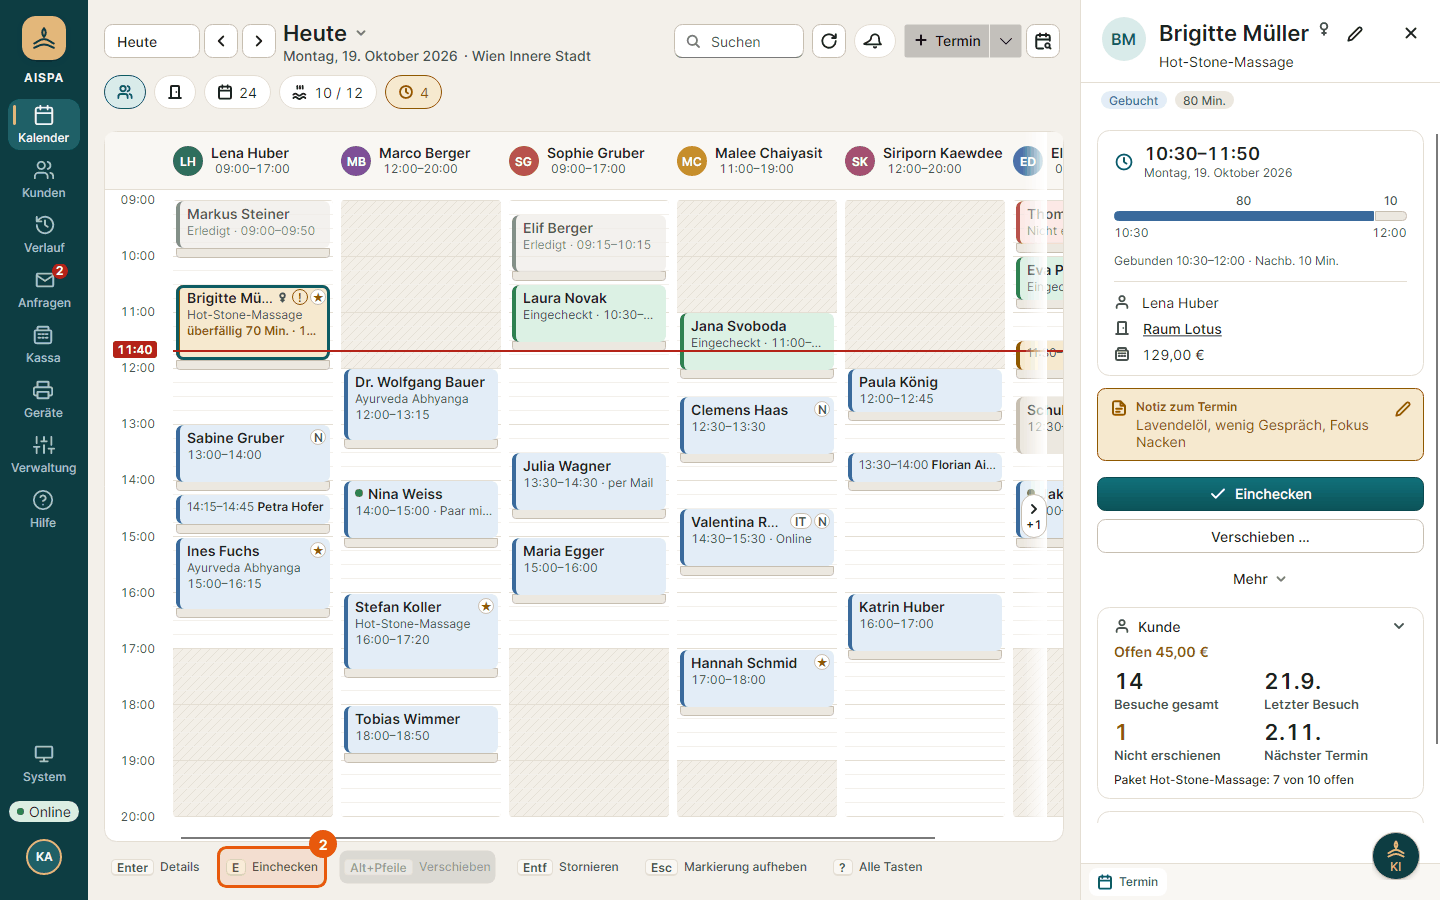 AISPA
Kalender
Kunden
Verlauf
2
Anfragen
Kassa
Geräte
Verwaltung
Hilfe
System
Online
KA
Heute
Heute
Montag, 19. Oktober 2026 · Wien Innere Stadt
Suchen
+ Termin
24
10 / 12
4
LH
Lena Huber
09:00–17:00
MB
Marco Berger
12:00–20:00
SG
Sophie Gruber
09:00–17:00
MC
Malee Chaiyasit
11:00–19:00
SK
Siriporn Kaewdee
12:00–20:00
ED
09:00
10:00
11:00
11:40
12:00
13:00
14:00
15:00
16:00
17:00
18:00
19:00
20:00
Markus Steiner
Erledigt · 09:00–09:50
Brigitte Mü... ♀ ! ★
Hot-Stone-Massage
überfällig 70 Min. · 1...
Sabine Gruber N
13:00–14:00
14:15–14:45 Petra Hofer
Ines Fuchs ★
Ayurveda Abhyanga
15:00–16:15
Dr. Wolfgang Bauer
Ayurveda Abhyanga
12:00–13:15
Nina Weiss
14:00–15:00 · Paar mi...
Stefan Koller ★
Hot-Stone-Massage
16:00–17:20
Tobias Wimmer
18:00–18:50
Elif Berger
Erledigt · 09:15–10:15
Laura Novak
Eingecheckt · 10:30–...
Julia Wagner
13:30–14:30 · per Mail
Maria Egger
15:00–16:00
Jana Svoboda
Eingecheckt · 11:00–...
Clemens Haas N
12:30–13:30
Valentina R... IT N
14:30–15:30 · Online
Hannah Schmid ★
17:00–18:00
Paula König
12:00–12:45
13:30–14:00 Florian Ai...
Katrin Huber
16:00–17:00
+1
Enter Details
E Einchecken
2
Alt+Pfeile Verschieben
Entf Stornieren
Esc Markierung aufheben
? Alle Tasten
BM
Brigitte Müller ♀
Hot-Stone-Massage
Gebucht
80 Min.
10:30–11:50
Montag, 19. Oktober 2026
80 10
10:30 12:00
Gebunden 10:30–12:00 · Nachb. 10 Min.
Lena Huber
Raum Lotus
129,00 €
Notiz zum Termin
Lavendelöl, wenig Gespräch, Fokus
Nacken
Einchecken
Verschieben ...
Mehr
Kunde
Offen 45,00 €
14 21.9.
Besuche gesamt Letzter Besuch
1 2.11.
Nicht erschienen Nächster Termin
Paket Hot-Stone-Massage: 7 von 10 offen
KI
Termin